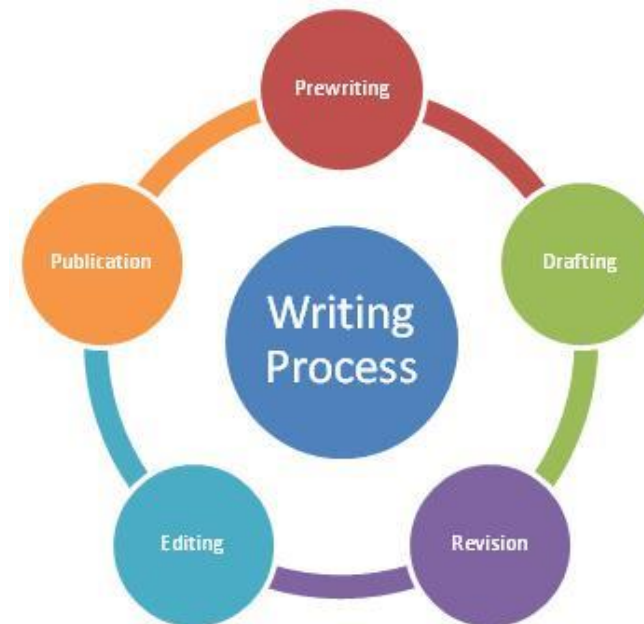 Prewriting
Drafting
Revision
Editing
Publication
Writing
Process